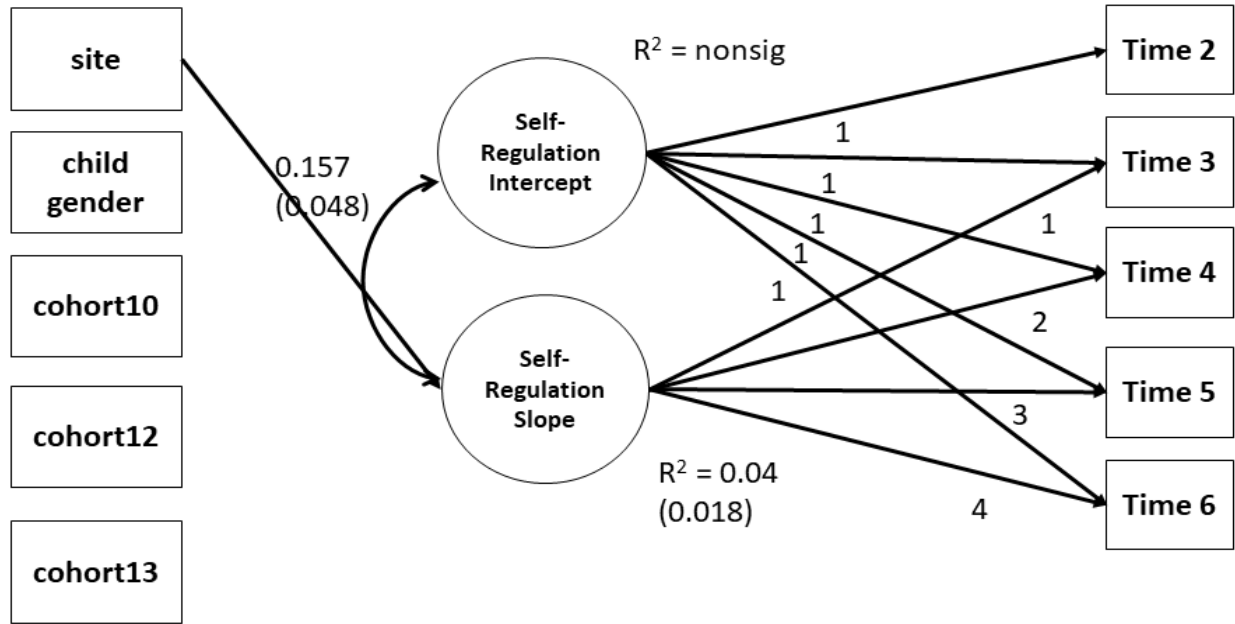 site
child
gender
cohort10
cohort12
cohort13
0.157
(0.048)
Self-
Regulation
Intercept
Self-
Regulation
Slope
R² = nonsig
R² = 0.04
(0.018)
1
1
1
1
1
1
2
3
4
Time 2
Time 3
Time 4
Time 5
Time 6